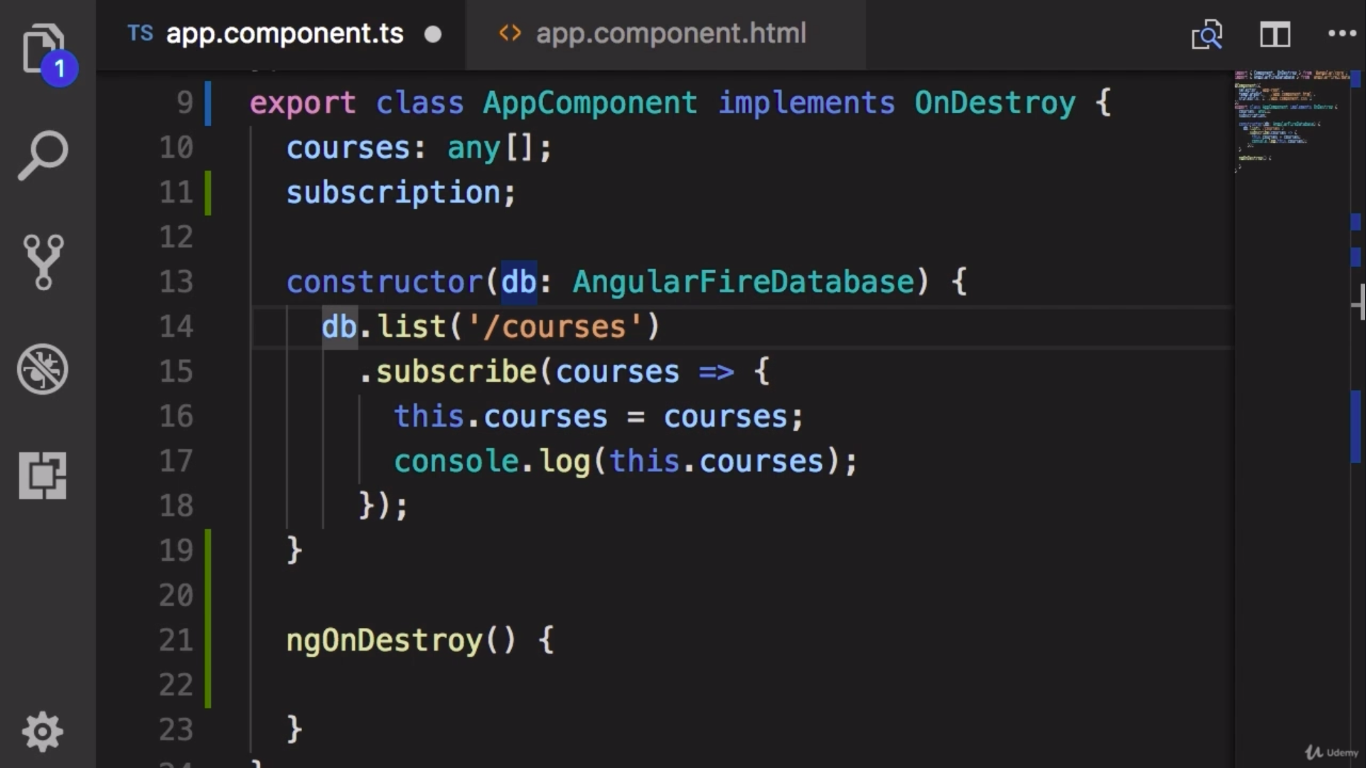 TS app.component.ts ● <> app.component.html
1
9 export class AppComponent implements OnDestroy {
10 courses: any[];
11 subscription;
12
13 constructor(db: AngularFireDatabase) {
14 db.list('/courses')
15 .subscribe(courses => {
16 this.courses = courses;
17 console.log(this.courses);
18 });
19 }
20
21 ngOnDestroy() {
22
23 }
Udemy